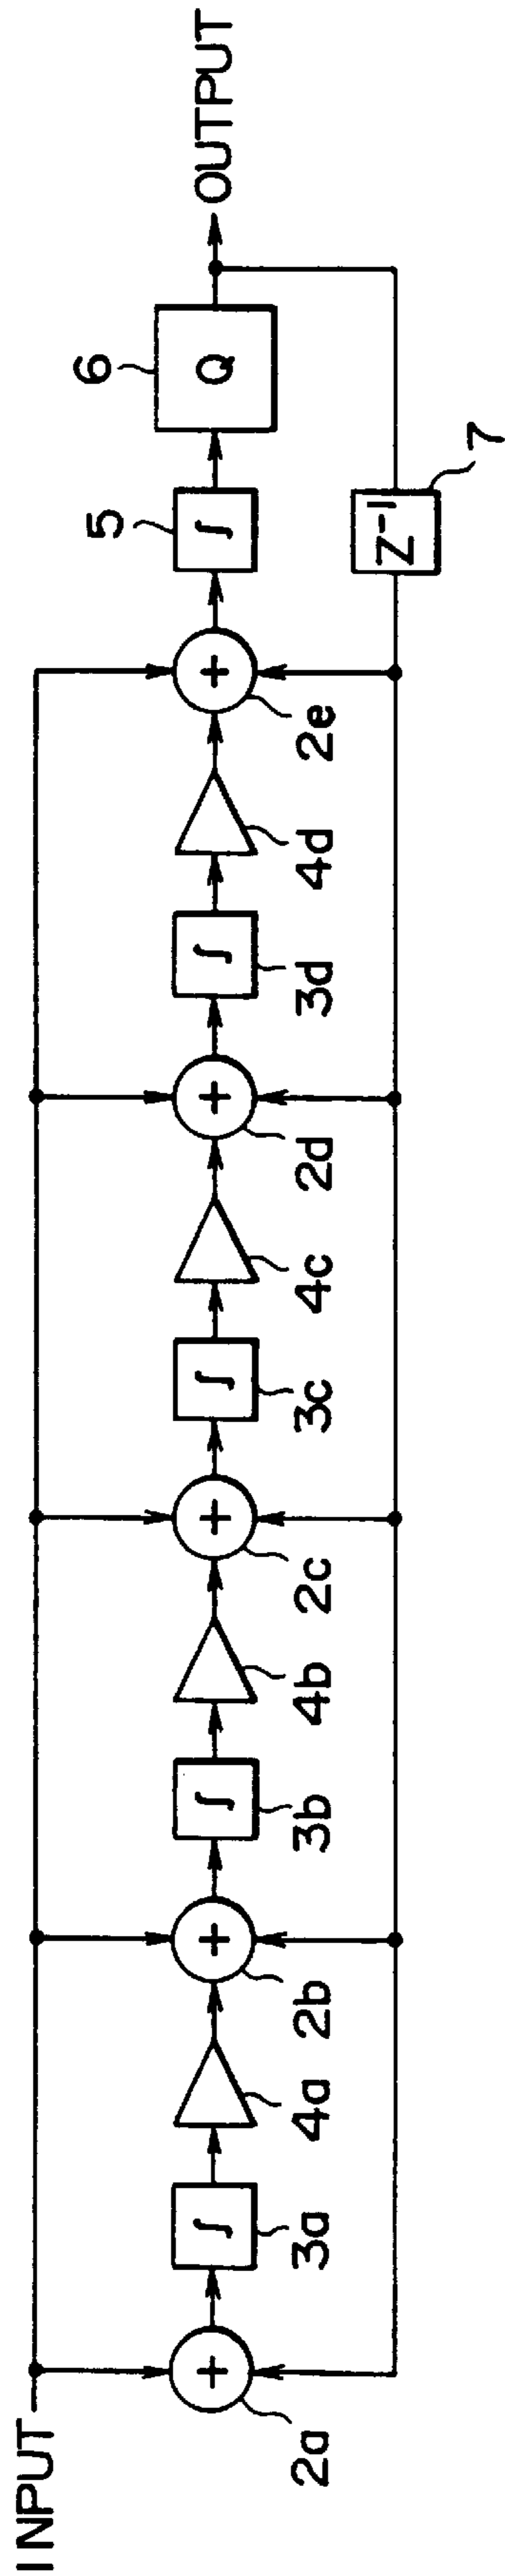 INPUT
2a
+
3a
∫
4a
2b
+
3b
∫
4b
2c
+
3c
∫
4c
2d
+
3d
∫
4d
2e
+
5
∫
6
Q
OUTPUT
7
Z⁻¹